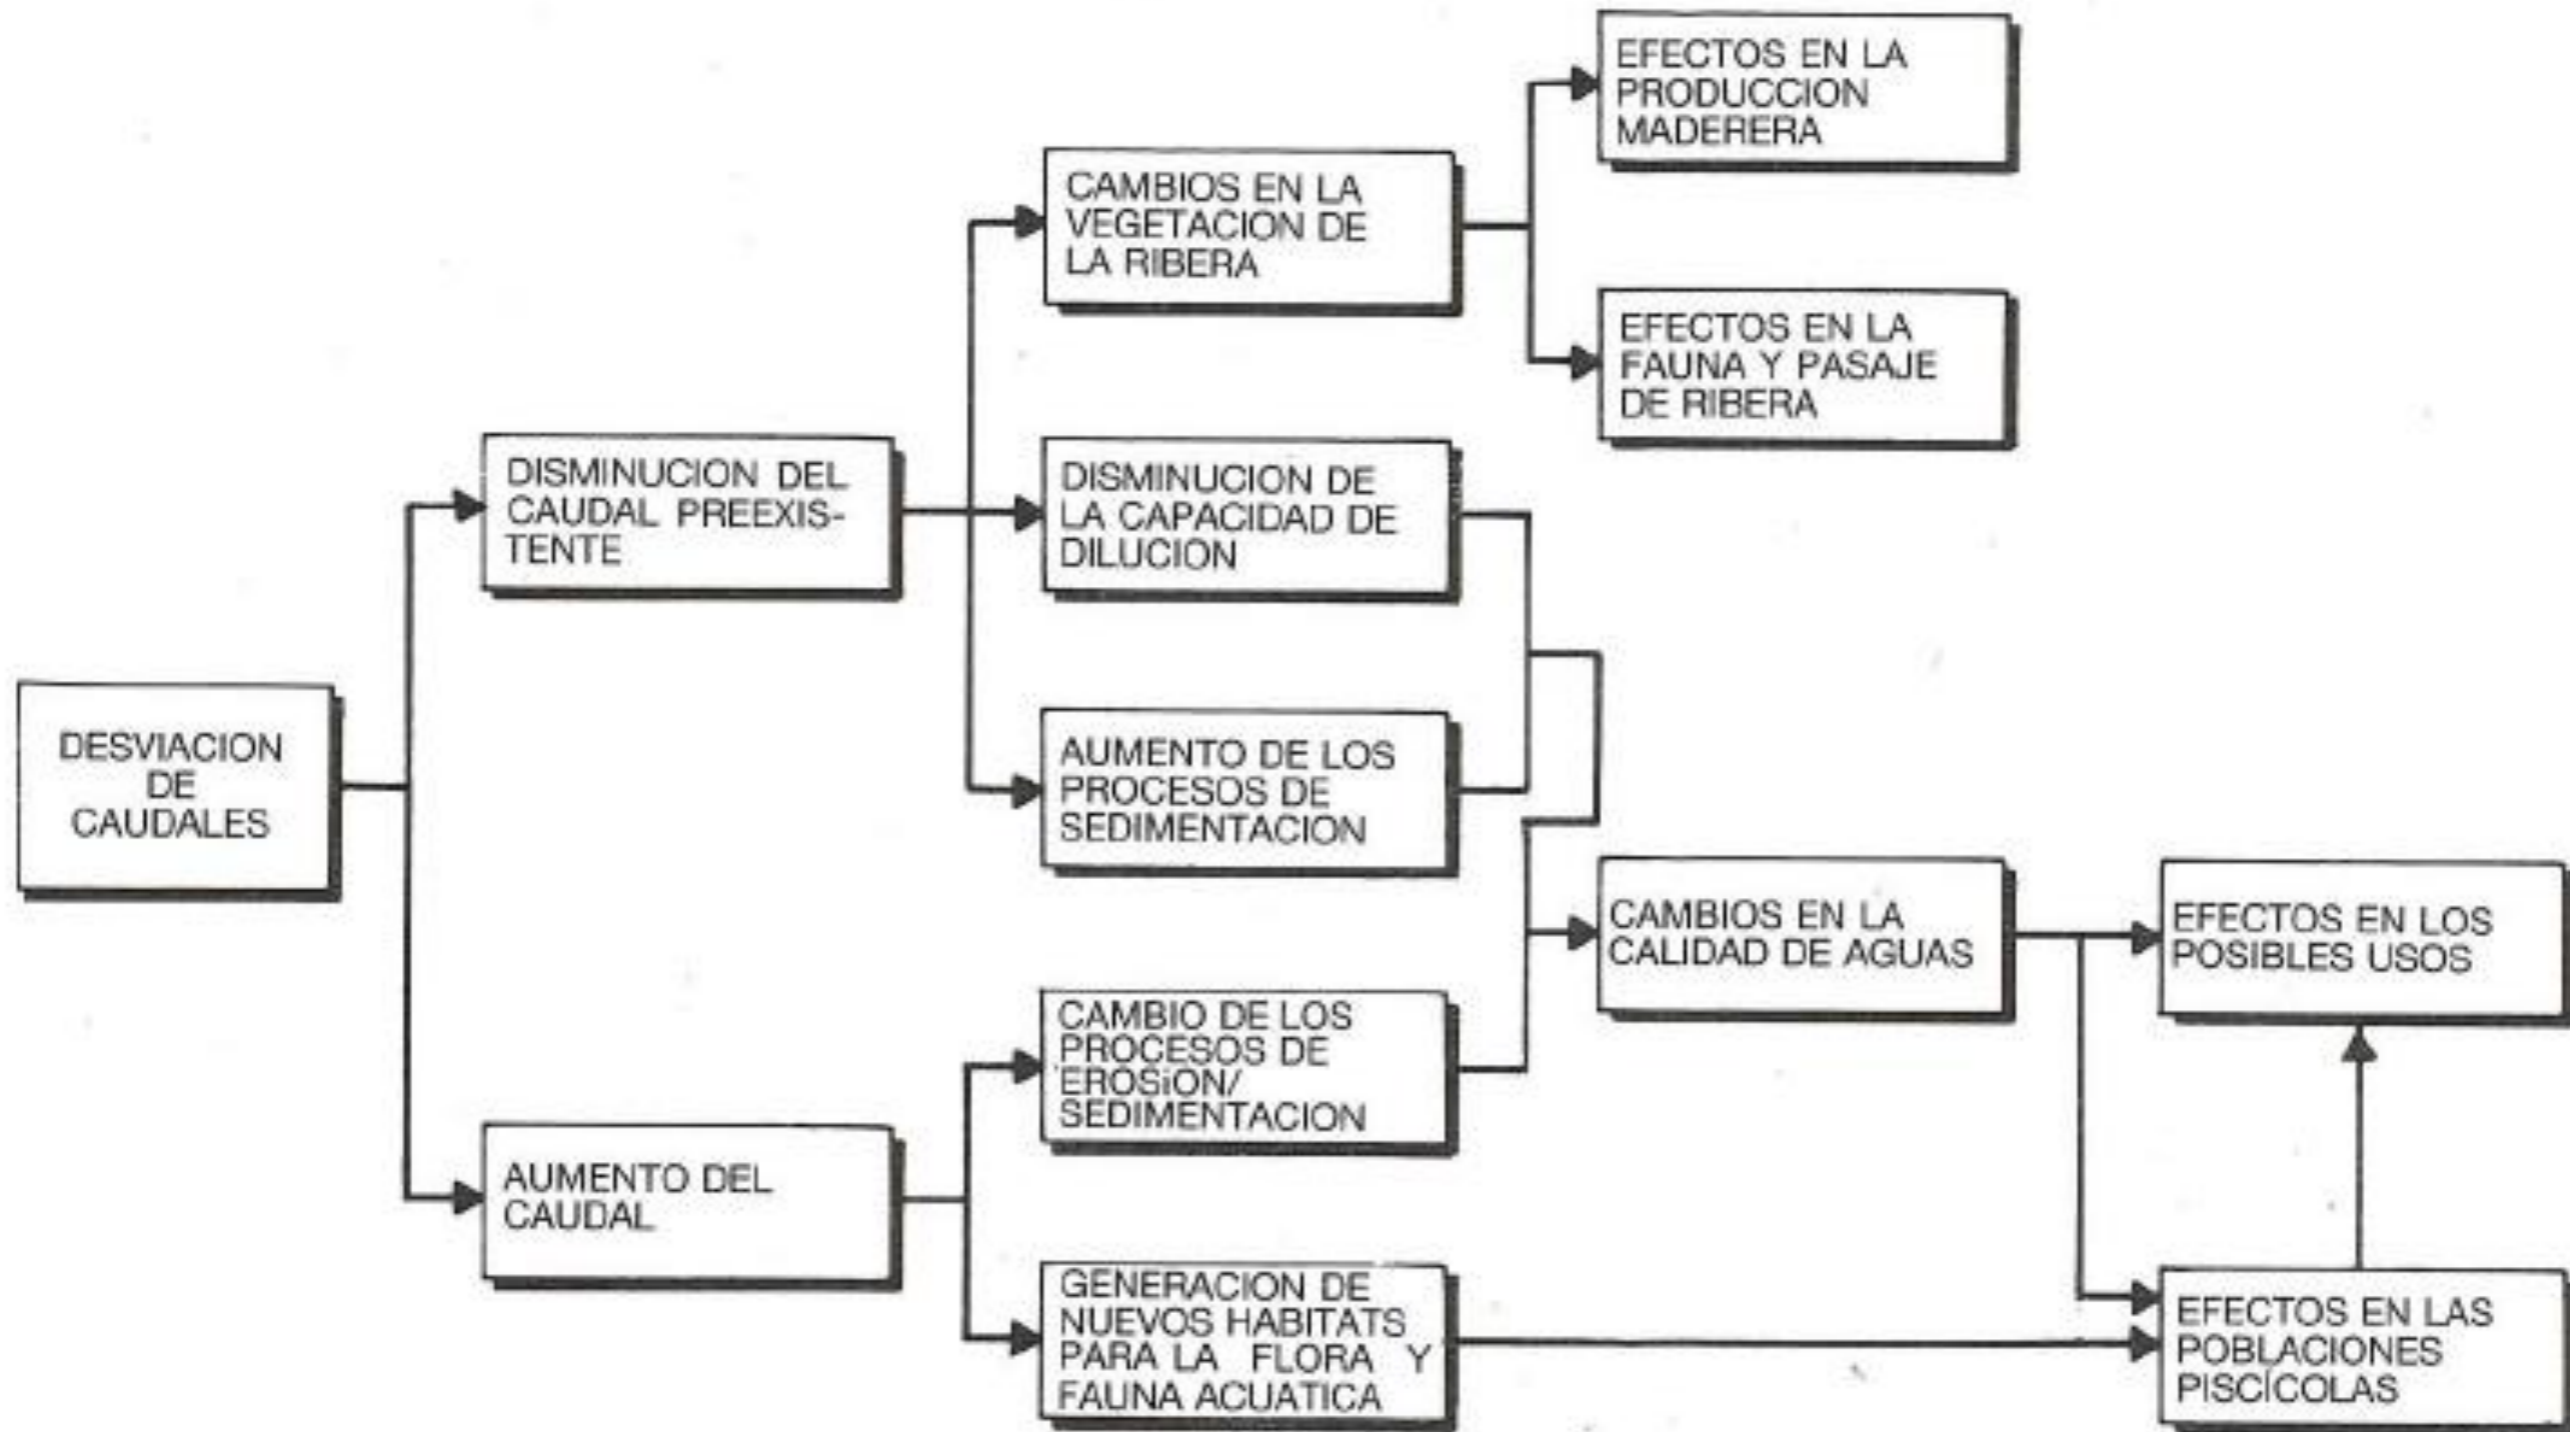 EFECTOS EN LA
PRODUCCION
MADERERA
CAMBIOS EN LA
VEGETACION DE
LA RIBERA
EFECTOS EN LA
FAUNA Y PASAJE
DE RIBERA
DISMINUCION DEL
CAUDAL PREEXIS-
TENTE
DISMINUCION DE
LA CAPACIDAD DE
DILUCION
DESVIACION
DE
CAUDALES
AUMENTO DE LOS
PROCESOS DE
SEDIMENTACION
CAMBIOS EN LA
CALIDAD DE AGUAS
EFECTOS EN LOS
POSIBLES USOS
CAMBIO DE LOS
PROCESOS DE
EROSiON/
SEDIMENTACION
AUMENTO DEL
CAUDAL
GENERACION DE
NUEVOS HABITATS
PARA LA FLORA Y
FAUNA ACUATICA
EFECTOS EN LAS
POBLACIONES
PISCÍCOLAS